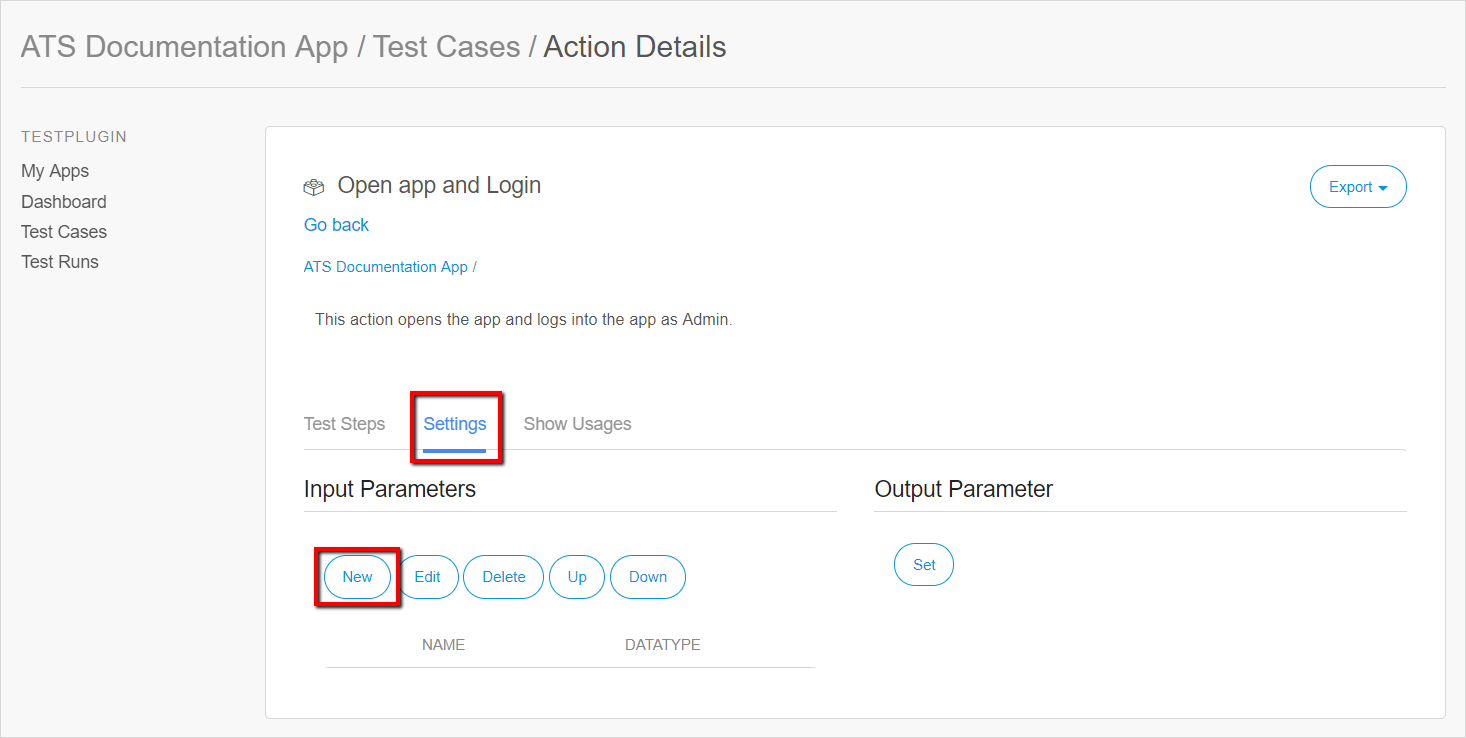 ATS Documentation App / Test Cases / Action Details
TESTPLUGIN
My Apps
Dashboard
Test Cases
Test Runs
Open app and Login
Export
Go back
ATS Documentation App /
This action opens the app and logs into the app as Admin.
Test Steps Settings Show Usages
Input Parameters
New Edit Delete Up Down
NAME DATATYPE
Output Parameter
Set